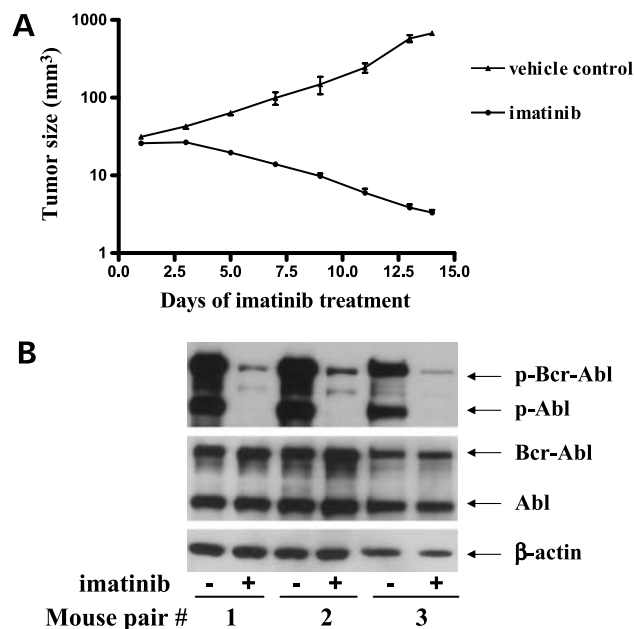 A
Tumor size (mm³)
1000
100
10
1
0.0 2.5 5.0 7.5 10.0 12.5 15.0
Days of imatinib treatment
vehicle control
imatinib
B
p-Bcr-Abl
p-Abl
Bcr-Abl
Abl
β-actin
imatinib - + - + - +
Mouse pair # 1 2 3